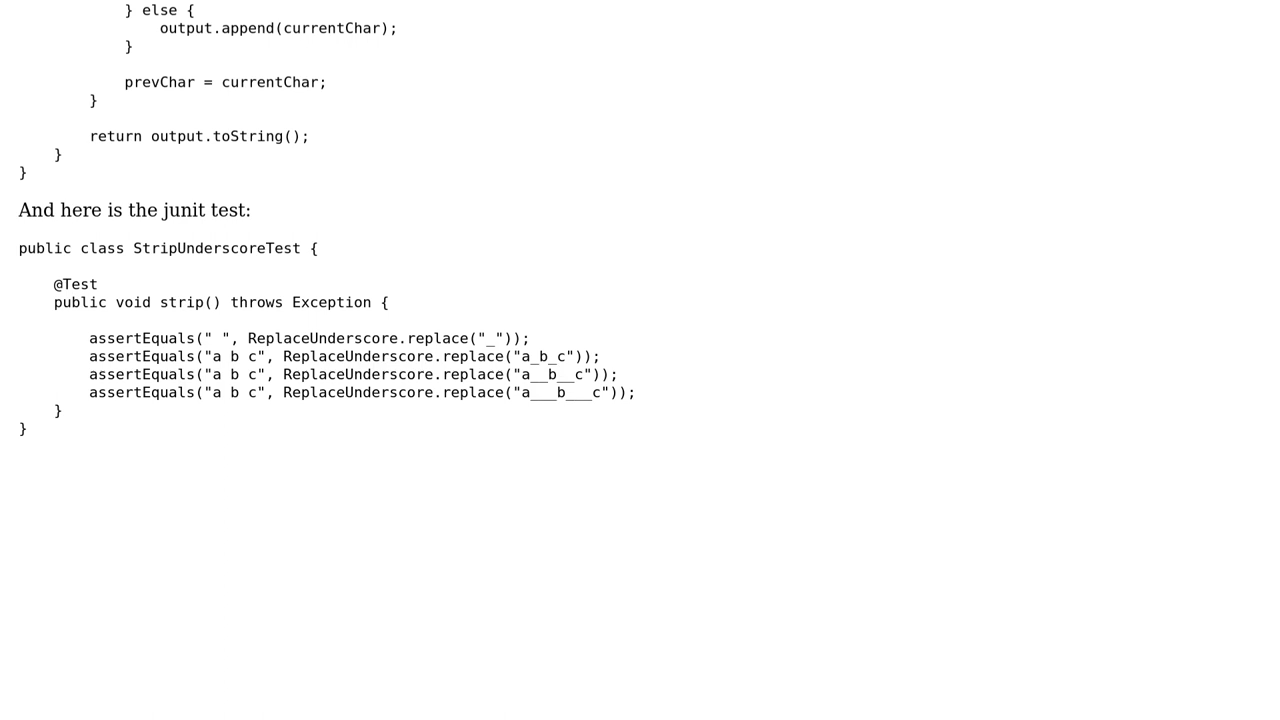 } else {
                output.append(currentChar);
            }

            prevChar = currentChar;
        }

        return output.toString();
    }
}
And here is the junit test:
public class StripUnderscoreTest {

    @Test
    public void strip() throws Exception {

        assertEquals(" ", ReplaceUnderscore.replace("_"));
        assertEquals("a b c", ReplaceUnderscore.replace("a_b_c"));
        assertEquals("a b c", ReplaceUnderscore.replace("a__b__c"));
        assertEquals("a b c", ReplaceUnderscore.replace("a___b___c"));
    }
}